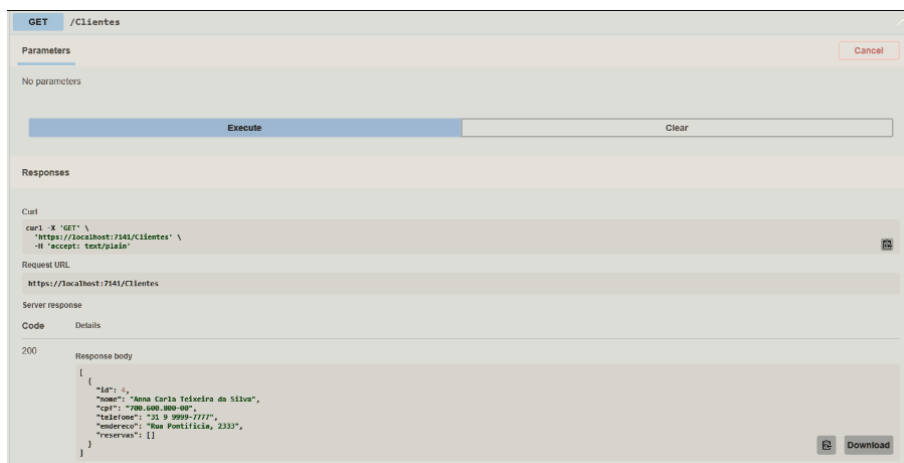 GET /Clientes
Parameters Cancel
No parameters
Execute Clear
Responses
Curl
curl -X 'GET' \
'https://localhost:7141/Clientes' \
-H 'accept: text/plain'
Request URL
https://localhost:7141/Clientes
Server response
Code Details
200
Response body
[
{
"id": 4,
"nome": "Anna Carla Teixeira da Silva",
"cpf": "700.600.800-00",
"telefone": "31 9 9999-7777",
"endereco": "Rua Pontificia, 2333",
"reservas": []
}
]
Download